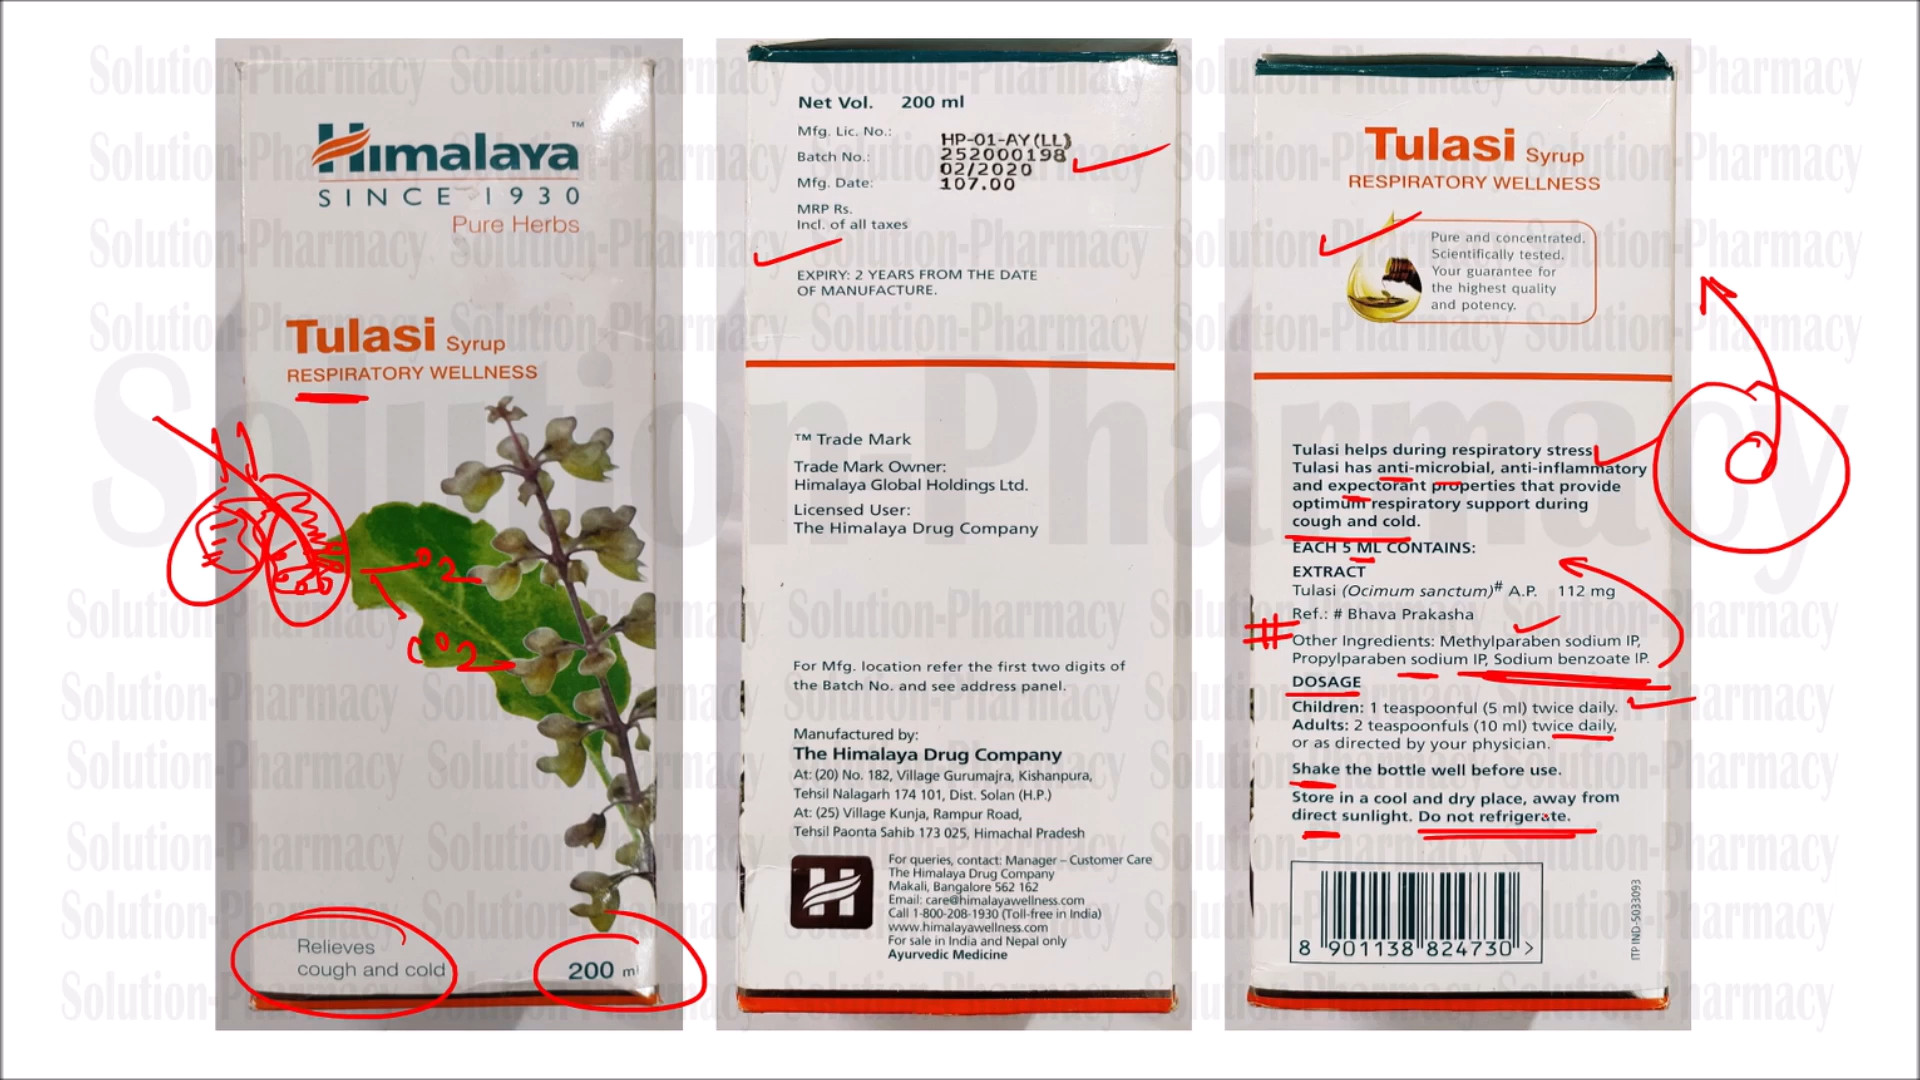 Himalaya™
SINCE 1930
Pure Herbs
Tulasi Syrup
RESPIRATORY WELLNESS
O2
CO2
Relieves
cough and cold
200 ml
Net Vol. 200 ml
Mfg. Lic. No.: HP-01-AY(LL)
Batch No.: 252000198
Mfg. Date: 02/2020
MRP Rs. 107.00
Incl. of all taxes
EXPIRY: 2 YEARS FROM THE DATE
OF MANUFACTURE.
™ Trade Mark
Trade Mark Owner:
Himalaya Global Holdings Ltd.
Licensed User:
The Himalaya Drug Company
For Mfg. location refer the first two digits of
the Batch No. and see address panel.
Manufactured by:
The Himalaya Drug Company
At: (20) No. 182, Village Gurumajra, Kishanpura,
Tehsil Nalagarh 174 101, Dist. Solan (H.P.)
At: (25) Village Kunja, Rampur Road,
Tehsil Paonta Sahib 173 025, Himachal Pradesh
For queries, contact: Manager – Customer Care
The Himalaya Drug Company
Makali, Bangalore 562 162
Email: care@himalayawellness.com
Call 1-800-208-1930 (Toll-free in India)
www.himalayawellness.com
For sale in India and Nepal only
Ayurvedic Medicine
Tulasi Syrup
RESPIRATORY WELLNESS
Pure and concentrated.
Scientifically tested.
Your guarantee for
the highest quality
and potency.
Tulasi helps during respiratory stress.
Tulasi has anti-microbial, anti-inflammatory
and expectorant properties that provide
optimum respiratory support during
cough and cold.
EACH 5 ML CONTAINS:
EXTRACT
Tulasi (Ocimum sanctum)# A.P. 112 mg
Ref.: # Bhava Prakasha
#
Other Ingredients: Methylparaben sodium IP,
Propylparaben sodium IP, Sodium benzoate IP.
DOSAGE
Children: 1 teaspoonful (5 ml) twice daily.
Adults: 2 teaspoonfuls (10 ml) twice daily,
or as directed by your physician.
Shake the bottle well before use.
Store in a cool and dry place, away from
direct sunlight. Do not refrigerate.
8 901138 824730 >
ITP IND-5033093
Solution-Pharmacy